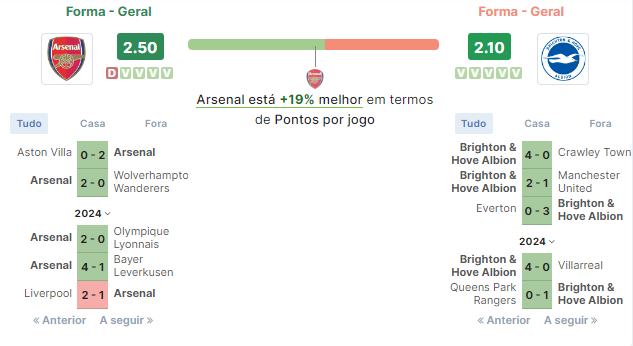 Forma - Geral
Forma - Geral
Arsenal
2.50
2.10
BRIGHTON & HOVE
ALBION
D V V V V
V V V V V
Arsenal está +19% melhor em termos
de Pontos por jogo
Tudo Casa Fora
Aston Villa 0 - 2 Arsenal
Arsenal 2 - 0 Wolverhampto
Wanderers
2024
Arsenal 2 - 0 Olympique
Lyonnais
Arsenal 4 - 1 Bayer
Leverkusen
Liverpool 2 - 1 Arsenal
« Anterior A seguir »
Tudo Casa Fora
Brighton &
Hove Albion 4 - 0 Crawley Town
Brighton &
Hove Albion 2 - 1 Manchester
United
Everton 0 - 3 Brighton &
Hove Albion
2024
Brighton &
Hove Albion 4 - 0 Villarreal
Queens Park
Rangers 0 - 1 Brighton &
Hove Albion
« Anterior A seguir »